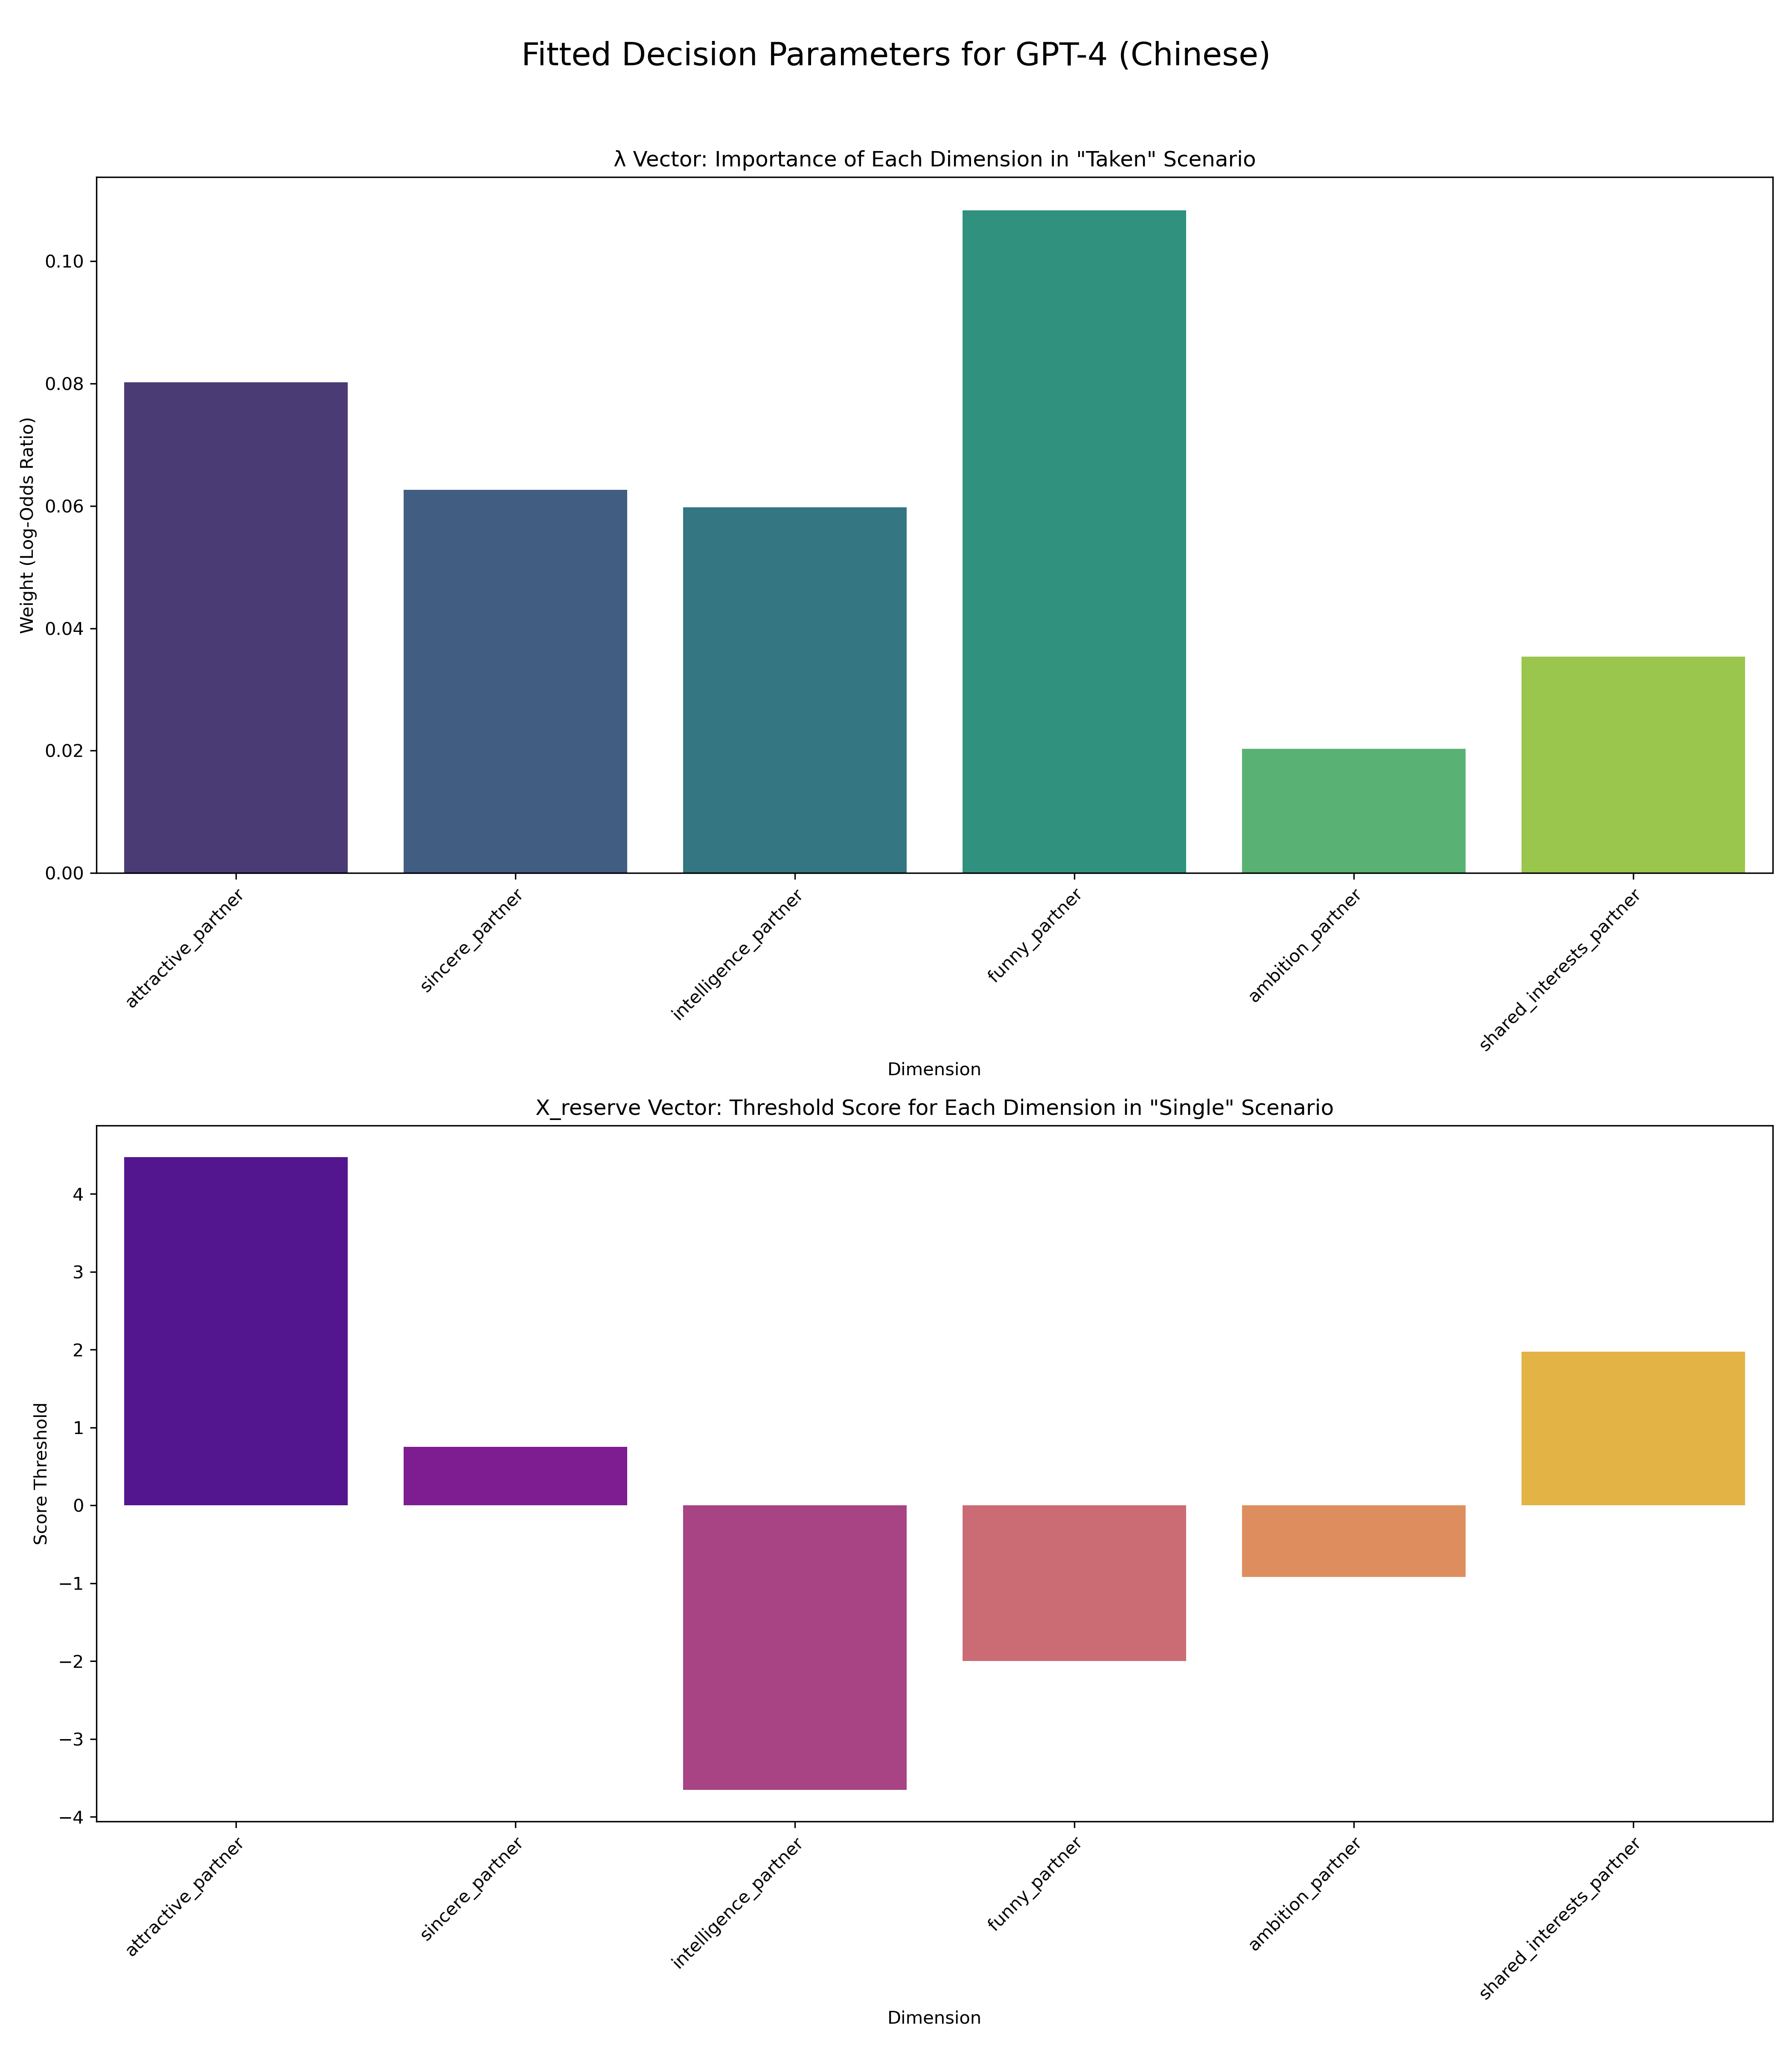 Fitted Decision Parameters for GPT-4 (Chinese)
λ Vector: Importance of Each Dimension in "Taken" Scenario
Weight (Log-Odds Ratio)
0.10
0.08
0.06
0.04
0.02
0.00
attractive_partner
sincere_partner
intelligence_partner
funny_partner
ambition_partner
shared_interests_partner
Dimension
X_reserve Vector: Threshold Score for Each Dimension in "Single" Scenario
Score Threshold
4
3
2
1
0
−1
−2
−3
−4
attractive_partner
sincere_partner
intelligence_partner
funny_partner
ambition_partner
shared_interests_partner
Dimension